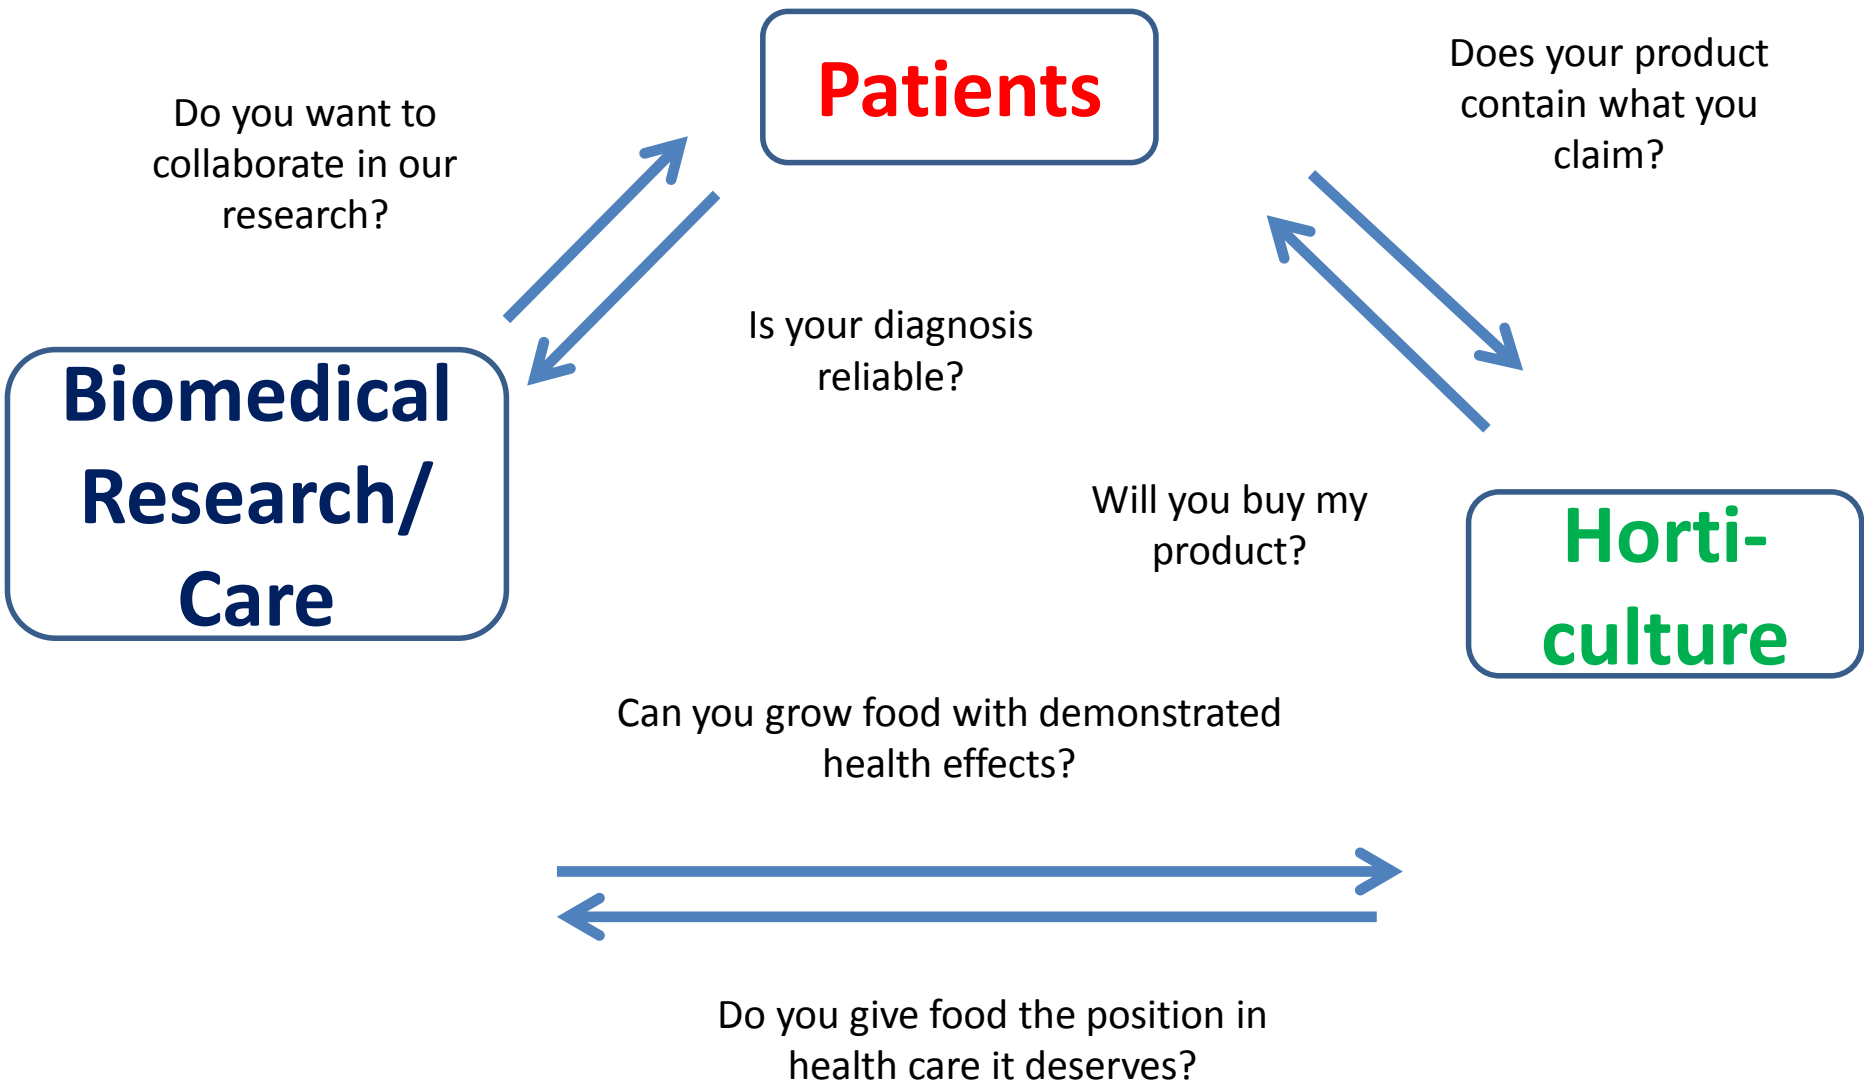 Patients
Does your product
contain what you
claim?
Do you want to
collaborate in our
research?
Is your diagnosis
reliable?
Biomedical
Research/
Care
Will you buy my
product?
Horti-
culture
Can you grow food with demonstrated
health effects?
Do you give food the position in
health care it deserves?